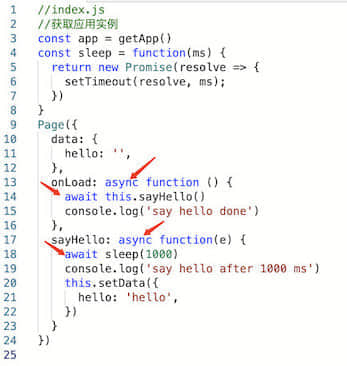 1 //index.js
2 //获取应用实例
3 const app = getApp()
4 const sleep = function(ms) {
5   return new Promise(resolve => {
6     setTimeout(resolve, ms);
7   })
8 }
9 Page({
10   data: {
11     hello: '',
12   },
13   onLoad: async function () {
14     await this.sayHello()
15     console.log('say hello done')
16   },
17   sayHello: async function(e) {
18     await sleep(1000)
19     console.log('say hello after 1000 ms')
20     this.setData({
21       hello: 'hello',
22     })
23   }
24 })
25